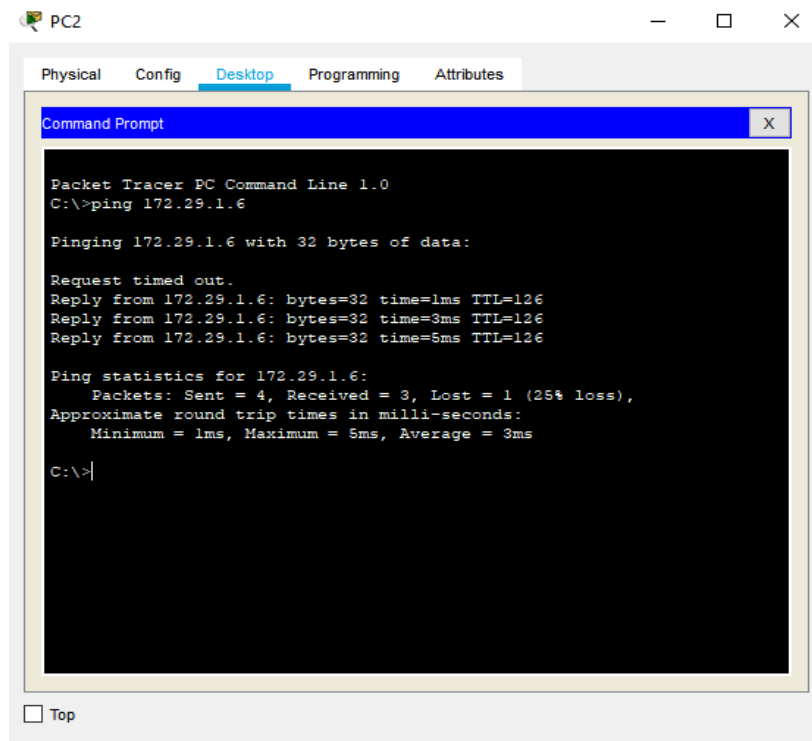 PC2
Physical Config Desktop Programming Attributes
Command Prompt
X
Packet Tracer PC Command Line 1.0
C:\>ping 172.29.1.6
Pinging 172.29.1.6 with 32 bytes of data:
Request timed out.
Reply from 172.29.1.6: bytes=32 time=1ms TTL=126
Reply from 172.29.1.6: bytes=32 time=3ms TTL=126
Reply from 172.29.1.6: bytes=32 time=5ms TTL=126
Ping statistics for 172.29.1.6:
Packets: Sent = 4, Received = 3, Lost = 1 (25% loss),
Approximate round trip times in milli-seconds:
Minimum = 1ms, Maximum = 5ms, Average = 3ms
C:\>
Top